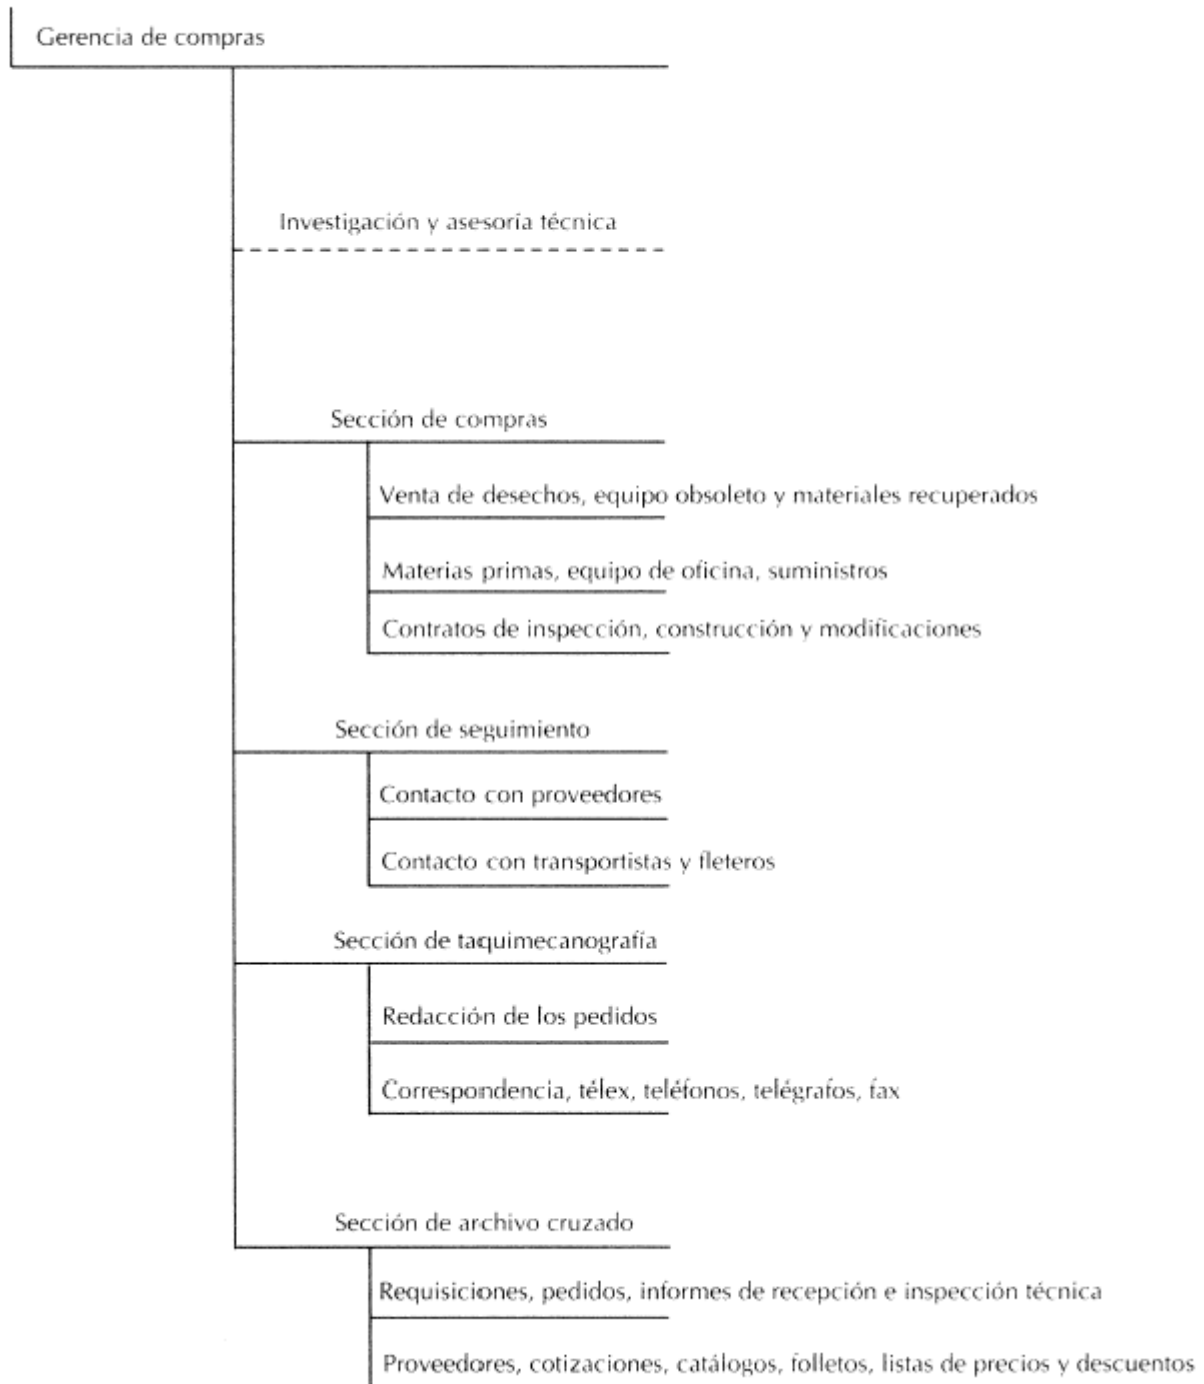 Gerencia de compras
Investigación y asesoría técnica
Sección de compras
Venta de desechos, equipo obsoleto y materiales recuperados
Materias primas, equipo de oficina, suministros
Contratos de inspección, construcción y modificaciones
Sección de seguimiento
Contacto con proveedores
Contacto con transportistas y fleteros
Sección de taquimecanografía
Redacción de los pedidos
Correspondencia, télex, teléfonos, telégrafos, fax
Sección de archivo cruzado
Requisiciones, pedidos, informes de recepción e inspección técnica
Proveedores, cotizaciones, catálogos, folletos, listas de precios y descuentos